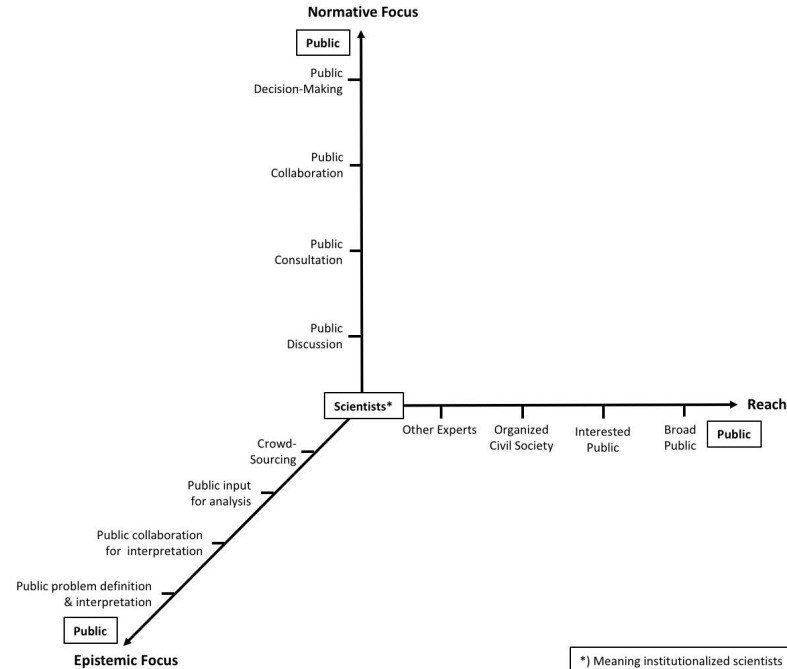 Normative Focus
Public
Public
Decision-Making
Public
Collaboration
Public
Consultation
Public
Discussion
Scientists*
Reach
Other Experts
Organized
Civil Society
Interested
Public
Broad
Public
Public
Crowd-
Sourcing
Public input
for analysis
Public collaboration
for interpretation
Public problem definition
& interpretation
Public
Epistemic Focus
*) Meaning institutionalized scientists